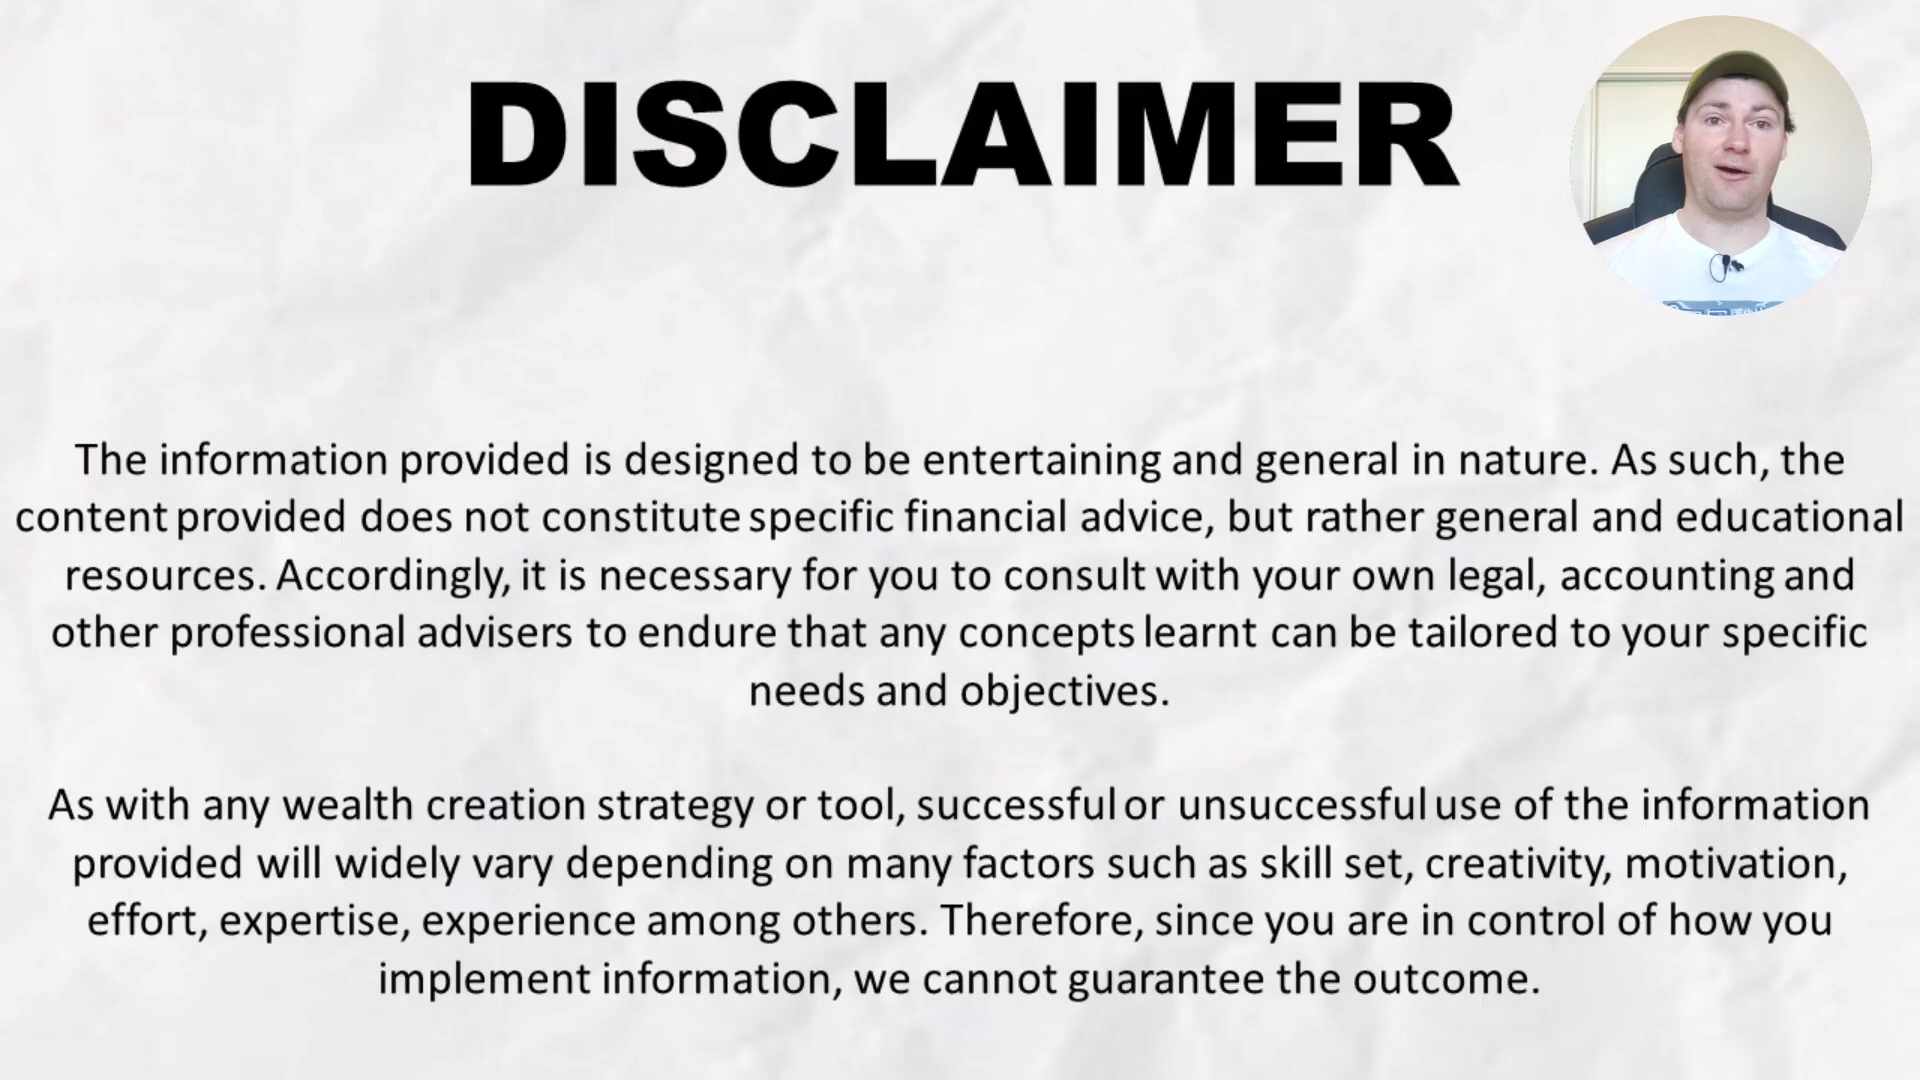 DISCLAIMER
The information provided is designed to be entertaining and general in nature. As such, the
content provided does not constitute specific financial advice, but rather general and educational
resources. Accordingly, it is necessary for you to consult with your own legal, accounting and
other professional advisers to endure that any concepts learnt can be tailored to your specific
needs and objectives.
As with any wealth creation strategy or tool, successful or unsuccessful use of the information
provided will widely vary depending on many factors such as skill set, creativity, motivation,
effort, expertise, experience among others. Therefore, since you are in control of how you
implement information, we cannot guarantee the outcome.